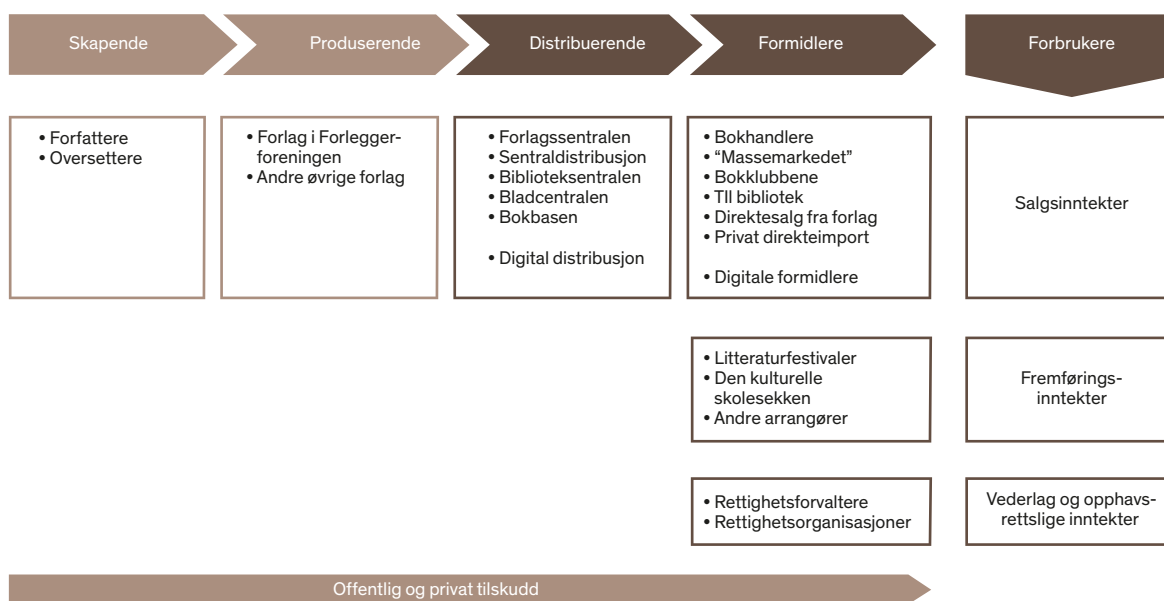 Skapende
Produserende
Distribuerende
Formidlere
Forbrukere
• Forfattere
• Oversettere
• Forlag i Forlegger-
foreningen
• Andre øvrige forlag
• Forlagssentralen
• Sentraldistribusjon
• Biblioteksentralen
• Bladcentralen
• Bokbasen
• Digital distribusjon
• Bokhandlere
• “Massemarkedet”
• Bokklubbene
• TIl bibliotek
• Direktesalg fra forlag
• Privat direkteimport
• Digitale formidlere
Salgsinntekter
• Litteraturfestivaler
• Den kulturelle
skolesekken
• Andre arrangører
Fremførings-
inntekter
• Rettighetsforvaltere
• Rettighetsorganisasjoner
Vederlag og opphavs-
rettslige inntekter
Offentlig og privat tilskudd